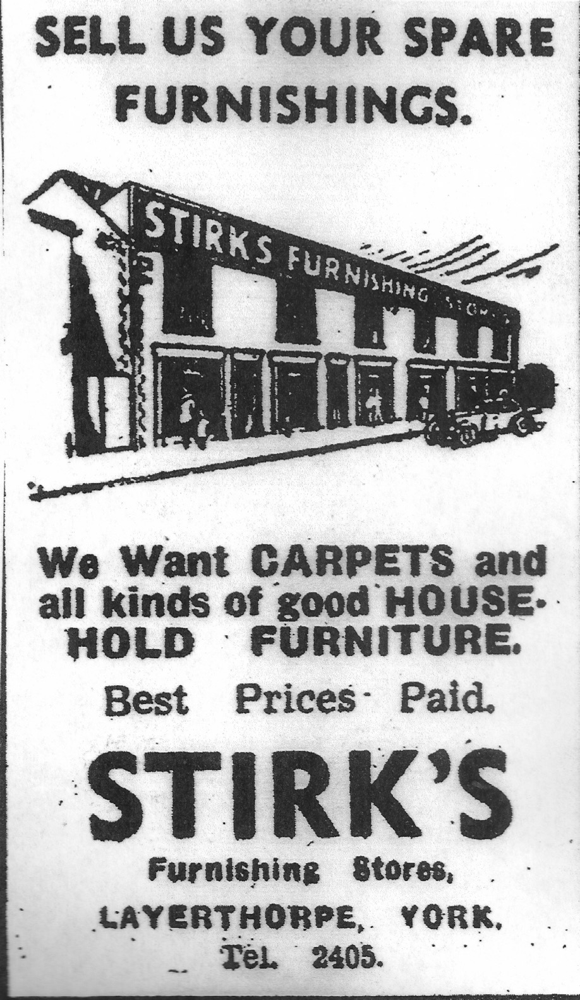 SELL US YOUR SPARE
FURNISHINGS.
STIRKS FURNISHING STORES
We Want CARPETS and
all kinds of good HOUSE-
HOLD FURNITURE.
Best Prices Paid.
STIRK'S
Furnishing Stores,
LAYERTHORPE, YORK.
Tel. 2405.